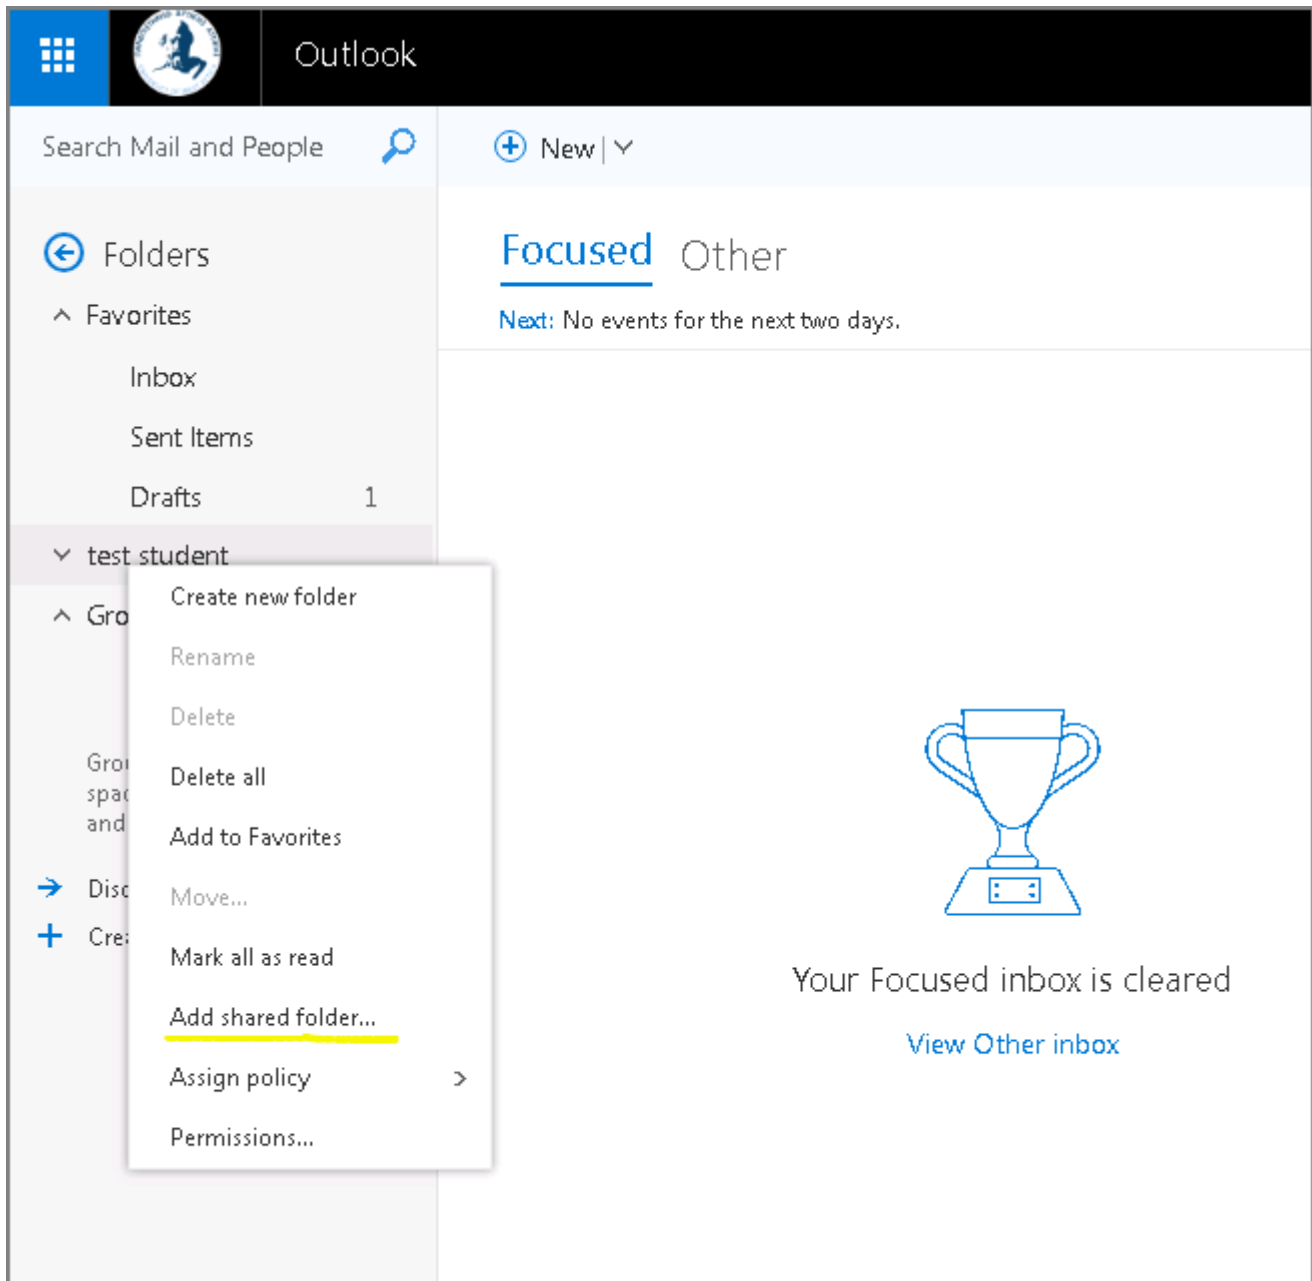 Outlook
Search Mail and People
New
Folders
Focused
Other
Favorites
Next: No events for the next two days.
Inbox
Sent Items
Drafts 1
test student
Create new folder
Rename
Delete
Delete all
and
Add to Favorites
Move...
Mark all as read
Add shared folder...
Assign policy
Permissions...
Your Focused inbox is cleared
View Other inbox